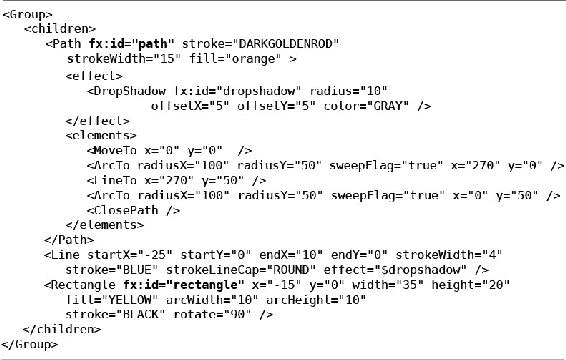 <Group>
<children>
<Path fx:id="path" stroke="DARKGOLDENROD"
strokeWidth="15" fill="orange" >
<effect>
<DropShadow fx:id="dropshadow" radius="10"
offsetX="5" offsetY="5" color="GRAY" />
</effect>
<elements>
<MoveTo x="0" y="0" />
<ArcTo radiusX="100" radiusY="50" sweepFlag="true" x="270" y="0" />
<LineTo x="270" y="50" />
<ArcTo radiusX="100" radiusY="50" sweepFlag="true" x="0" y="50" />
<ClosePath />
</elements>
</Path>
<Line startX="-25" startY="0" endX="10" endY="0" strokeWidth="4"
stroke="BLUE" strokeLineCap="ROUND" effect="$dropshadow" />
<Rectangle fx:id="rectangle" x="-15" y="0" width="35" height="20"
fill="YELLOW" arcWidth="10" arcHeight="10"
stroke="BLACK" rotate="90" />
</children>
</Group>